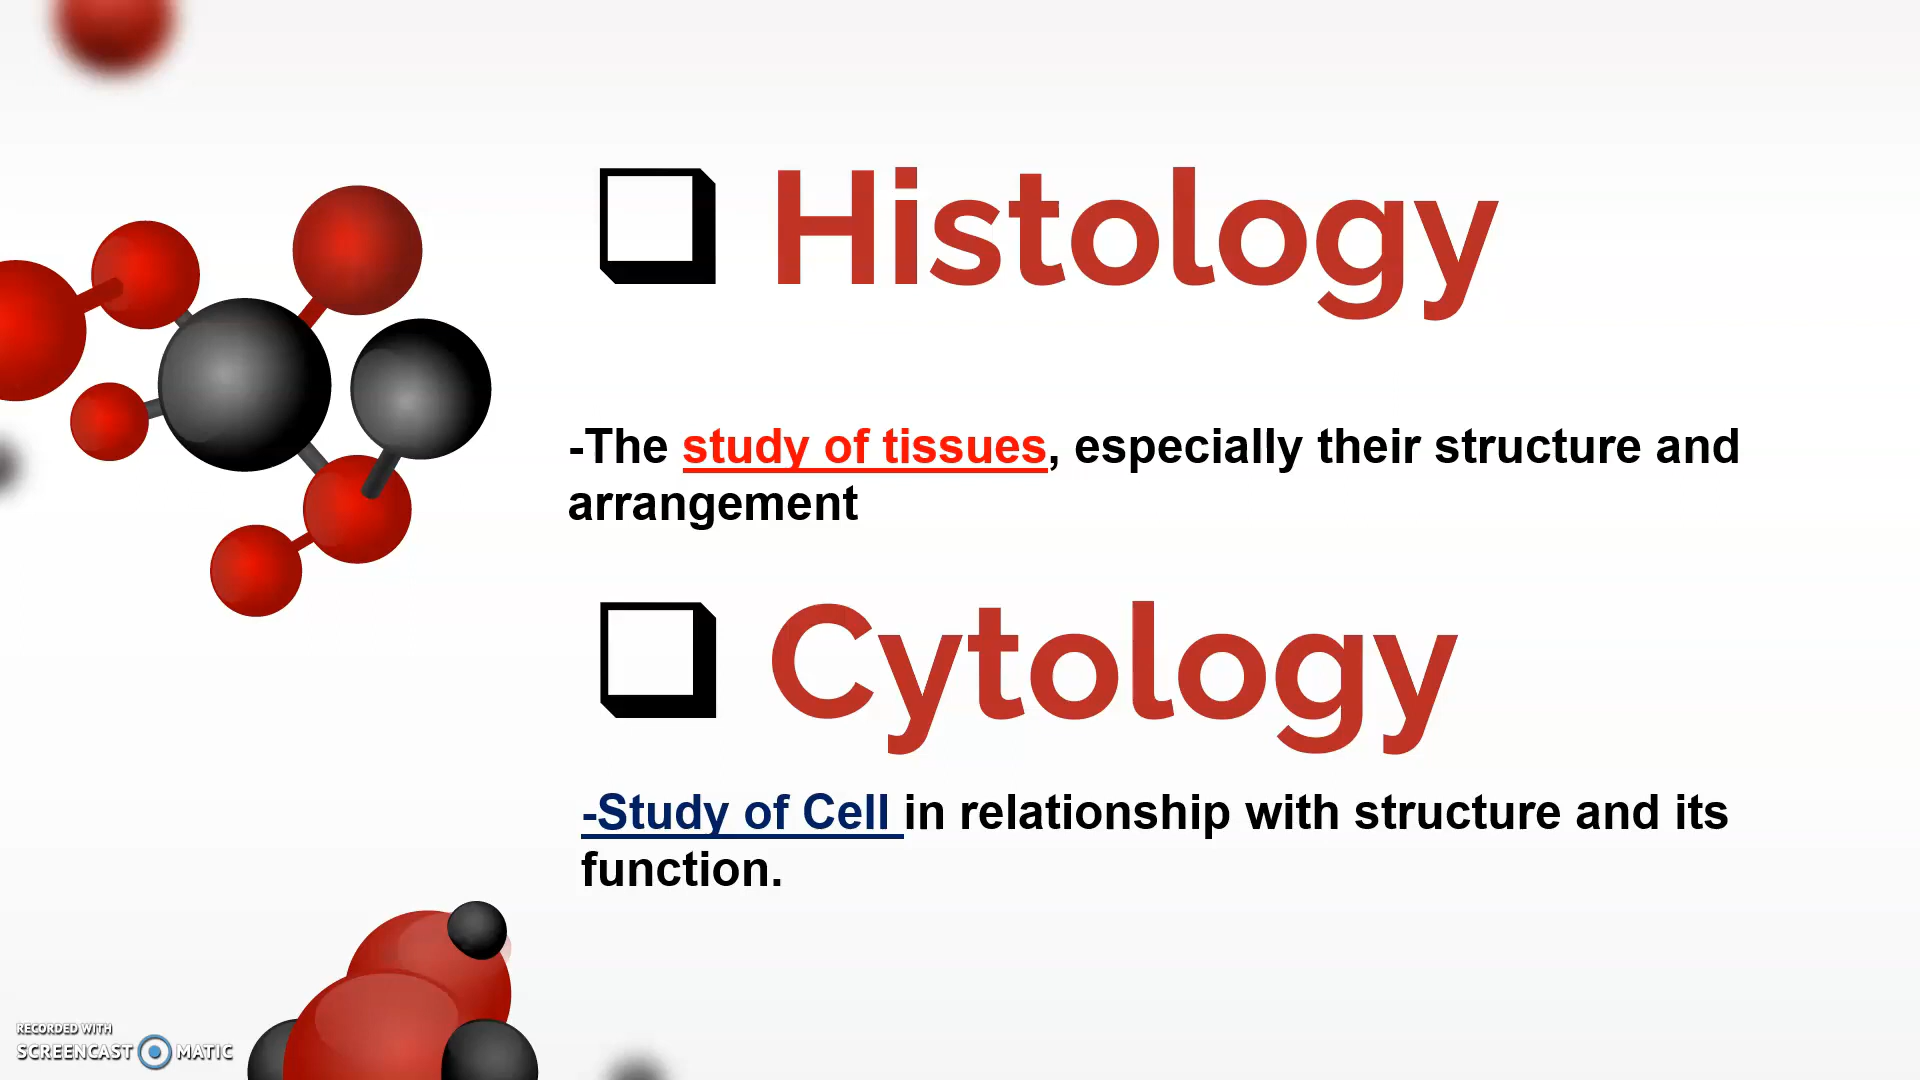 Histology
-The study of tissues, especially their structure and
arrangement
Cytology
-Study of Cell in relationship with structure and its
function.
RECORDED WITH
SCREENCAST MATIC